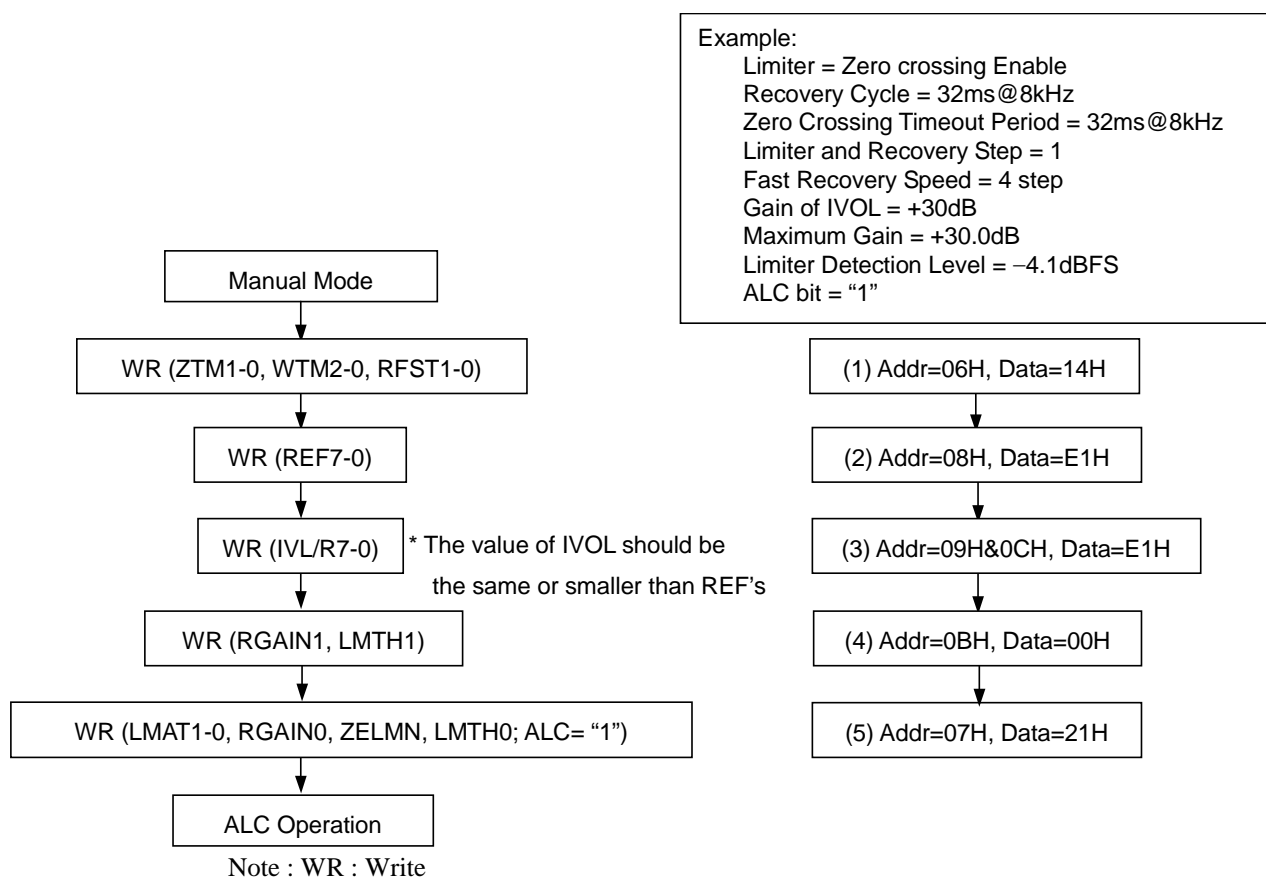 Example:
Limiter = Zero crossing Enable
Recovery Cycle = 32ms@8kHz
Zero Crossing Timeout Period = 32ms@8kHz
Limiter and Recovery Step = 1
Fast Recovery Speed = 4 step
Gain of IVOL = +30dB
Maximum Gain = +30.0dB
Limiter Detection Level = −4.1dBFS
ALC bit = “1”
Manual Mode
WR (ZTM1-0, WTM2-0, RFST1-0)
WR (REF7-0)
WR (IVL/R7-0)
* The value of IVOL should be
the same or smaller than REF’s
WR (RGAIN1, LMTH1)
WR (LMAT1-0, RGAIN0, ZELMN, LMTH0; ALC= “1”)
ALC Operation
Note : WR : Write
(1) Addr=06H, Data=14H
(2) Addr=08H, Data=E1H
(3) Addr=09H&0CH, Data=E1H
(4) Addr=0BH, Data=00H
(5) Addr=07H, Data=21H